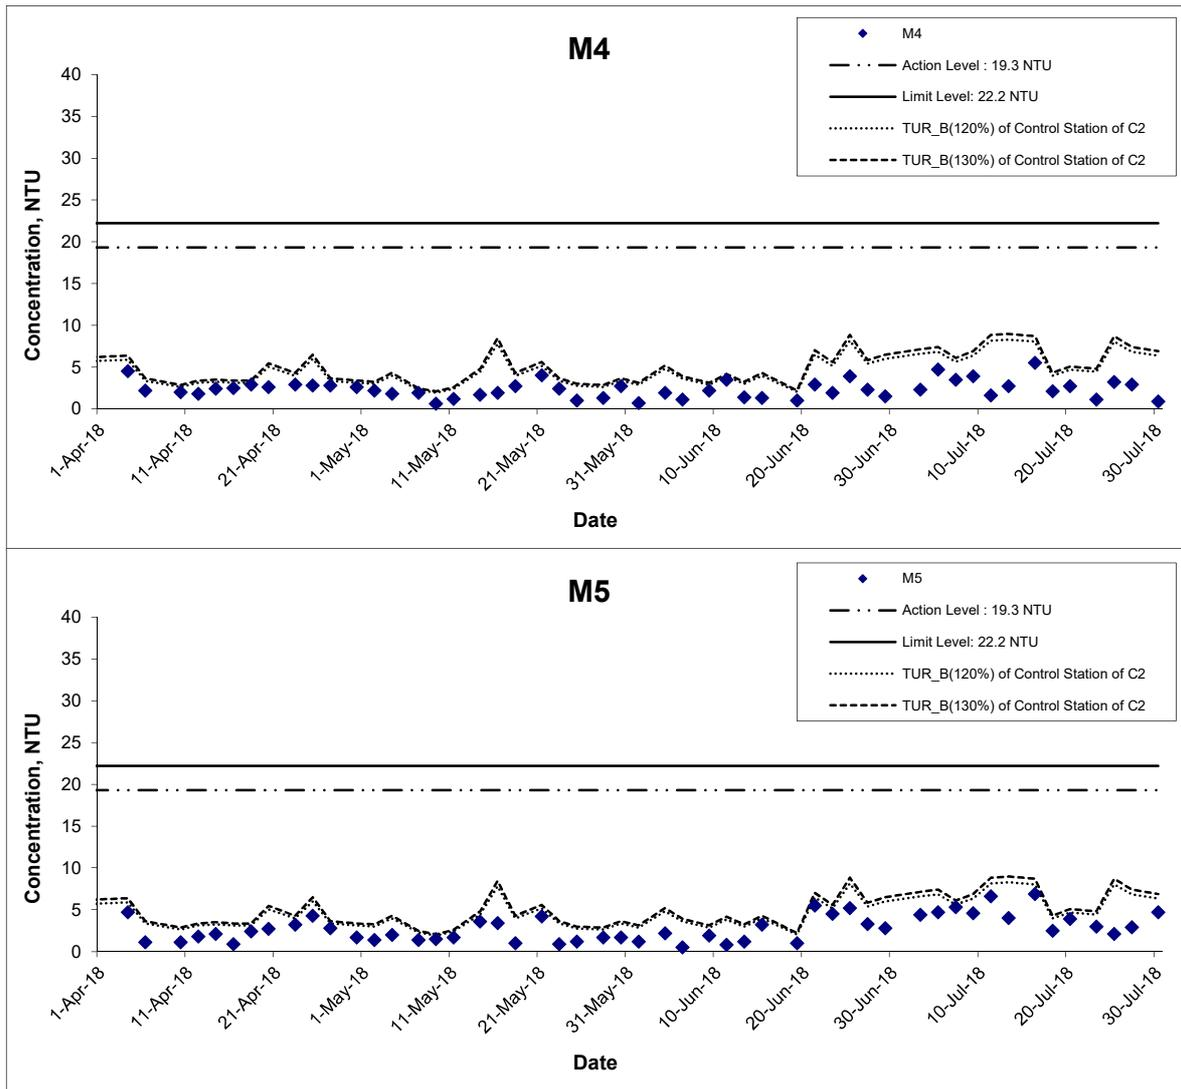 M4
M4
Action Level : 19.3 NTU
Limit Level: 22.2 NTU
TUR_B(120%) of Control Station of C2
TUR_B(130%) of Control Station of C2
Concentration, NTU
40
35
30
25
20
15
10
5
0
1-Apr-18
11-Apr-18
21-Apr-18
1-May-18
11-May-18
21-May-18
31-May-18
10-Jun-18
20-Jun-18
30-Jun-18
10-Jul-18
20-Jul-18
30-Jul-18
Date
M5
M5
Action Level : 19.3 NTU
Limit Level: 22.2 NTU
TUR_B(120%) of Control Station of C2
TUR_B(130%) of Control Station of C2
Concentration, NTU
40
35
30
25
20
15
10
5
0
1-Apr-18
11-Apr-18
21-Apr-18
1-May-18
11-May-18
21-May-18
31-May-18
10-Jun-18
20-Jun-18
30-Jun-18
10-Jul-18
20-Jul-18
30-Jul-18
Date